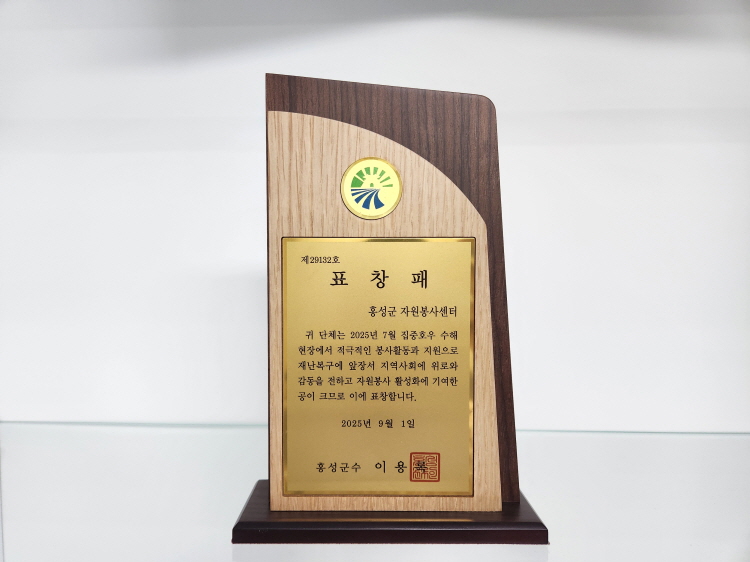 제29132호
표 창 패
홍성군 자원봉사센터
귀 단체는 2025년 7월 집중호우 수해
현장에서 적극적인 봉사활동과 지원으로
재난복구에 앞장서 지역사회에 위로와
감동을 전하고 자원봉사 활성화에 기여한
공이 크므로 이에 표창합니다.
2025년 9월 1일
홍성군수 이 용 록